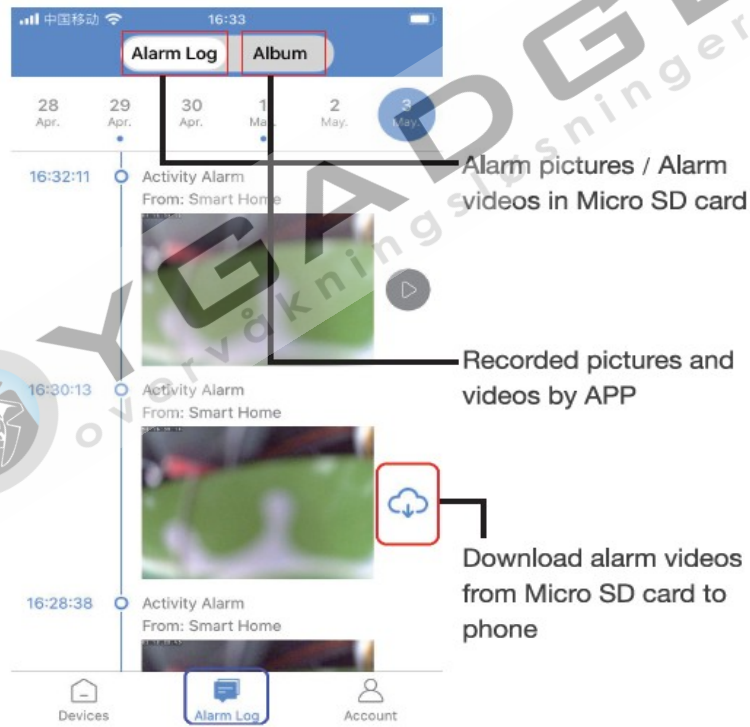 中国移动 16:33
Alarm Log Album
28 29 30 1 2 3
Apr. Apr. Apr. May. May. May.
16:32:11 Activity Alarm
From: Smart Home
Alarm pictures / Alarm
videos in Micro SD card
Recorded pictures and
videos by APP
16:30:13 Activity Alarm
From: Smart Home
Download alarm videos
from Micro SD card to
phone
16:28:38 Activity Alarm
From: Smart Home
Devices Alarm Log Account
YGADGE
overvåkningsløsninger